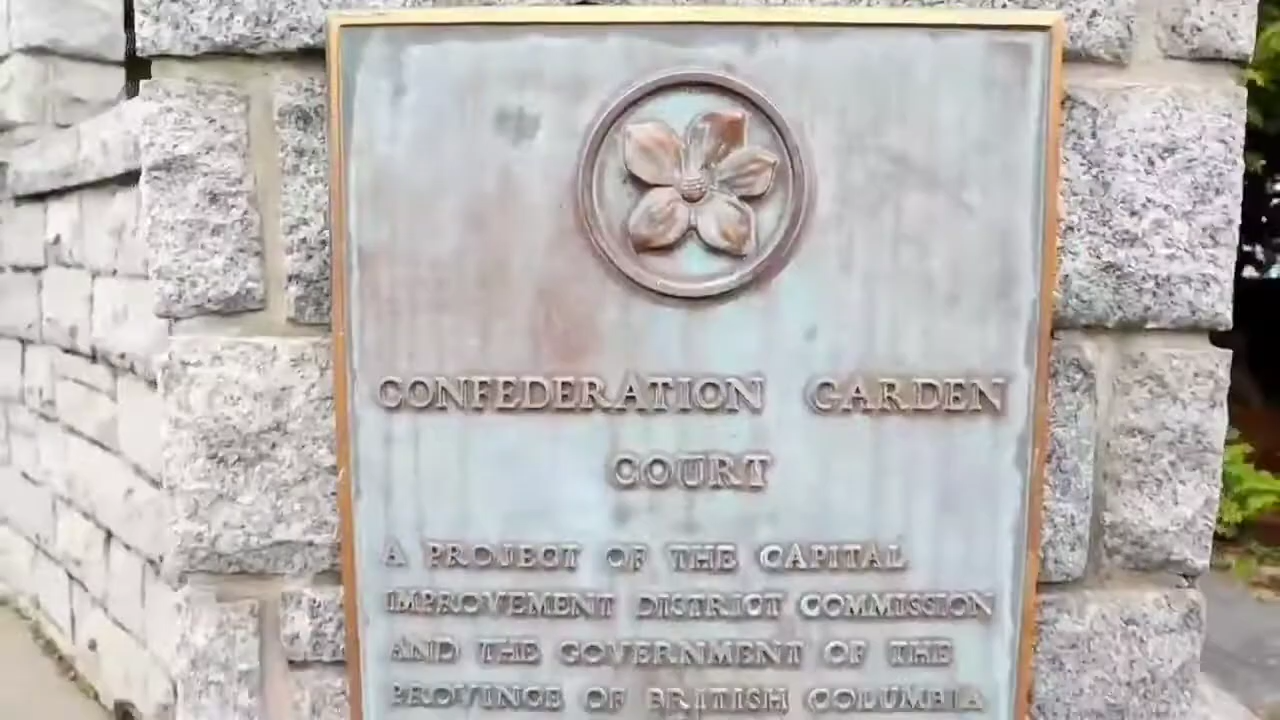 CONFEDERATION GARDEN
COURT
A PROJECT OF THE CAPITAL
IMPROVEMENT DISTRICT COMMISSION
AND THE GOVERNMENT OF THE
PROVINCE OF BRITISH COLUMBIA